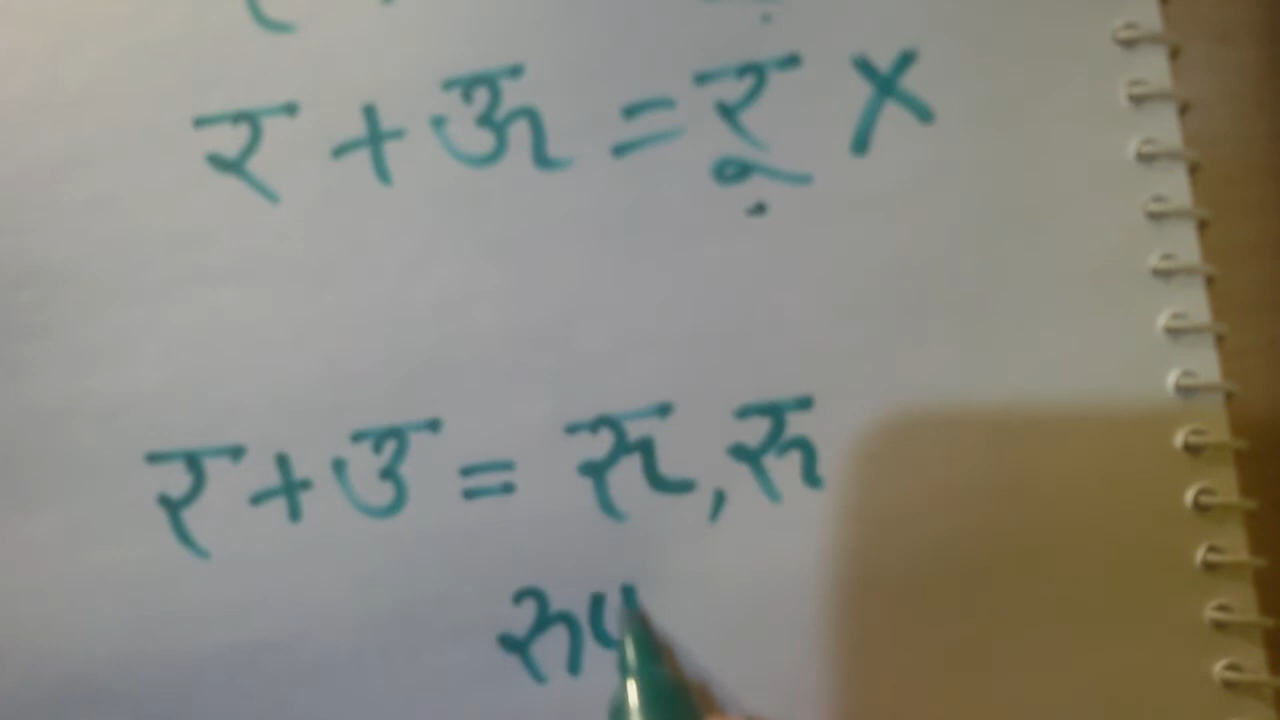 र + ऊ = रू X
र + उ = रु, रु